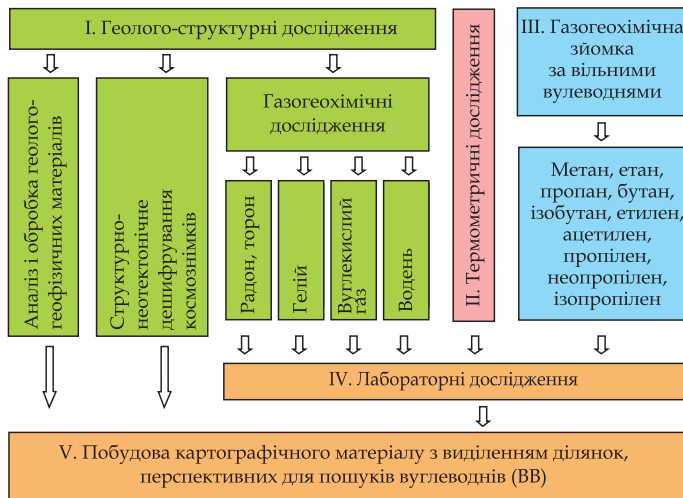 I. Геолого-структурні дослідження
Аналіз і обробка геолого-
геофізичних матеріалів
Структурно-
неотектонічне
дешифрування
космознімків
Газогеохімічні
дослідження
Радон, торон
Гелій
Вуглекислий
газ
Водень
II. Термометричні дослідження
III. Газогеохімічна
зйомка
за вільними
вулеводнями
Метан, етан,
пропан, бутан,
ізобутан, етилен,
ацетилен,
пропілен,
неопропілен,
ізопропілен
IV. Лабораторні дослідження
V. Побудова картографічного матеріалу з виділенням ділянок,
перспективних для пошуків вуглеводнів (ВВ)